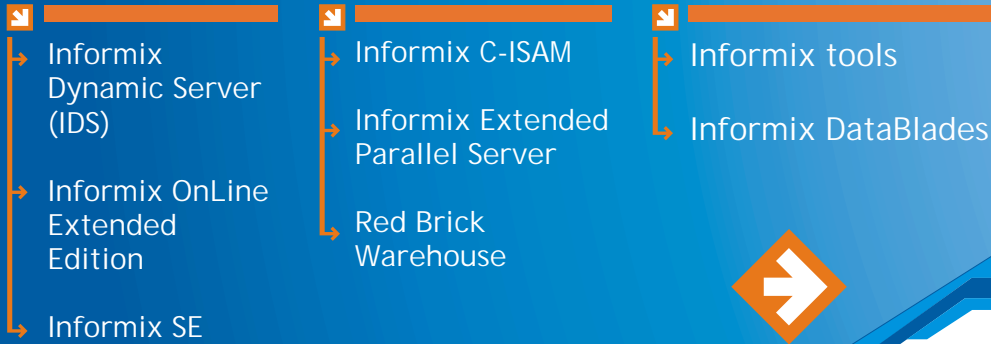 Informix
Dynamic Server
(IDS)
Informix OnLine
Extended
Edition
Informix SE
Informix C-ISAM
Informix Extended
Parallel Server
Red Brick
Warehouse
Informix tools
Informix DataBlades